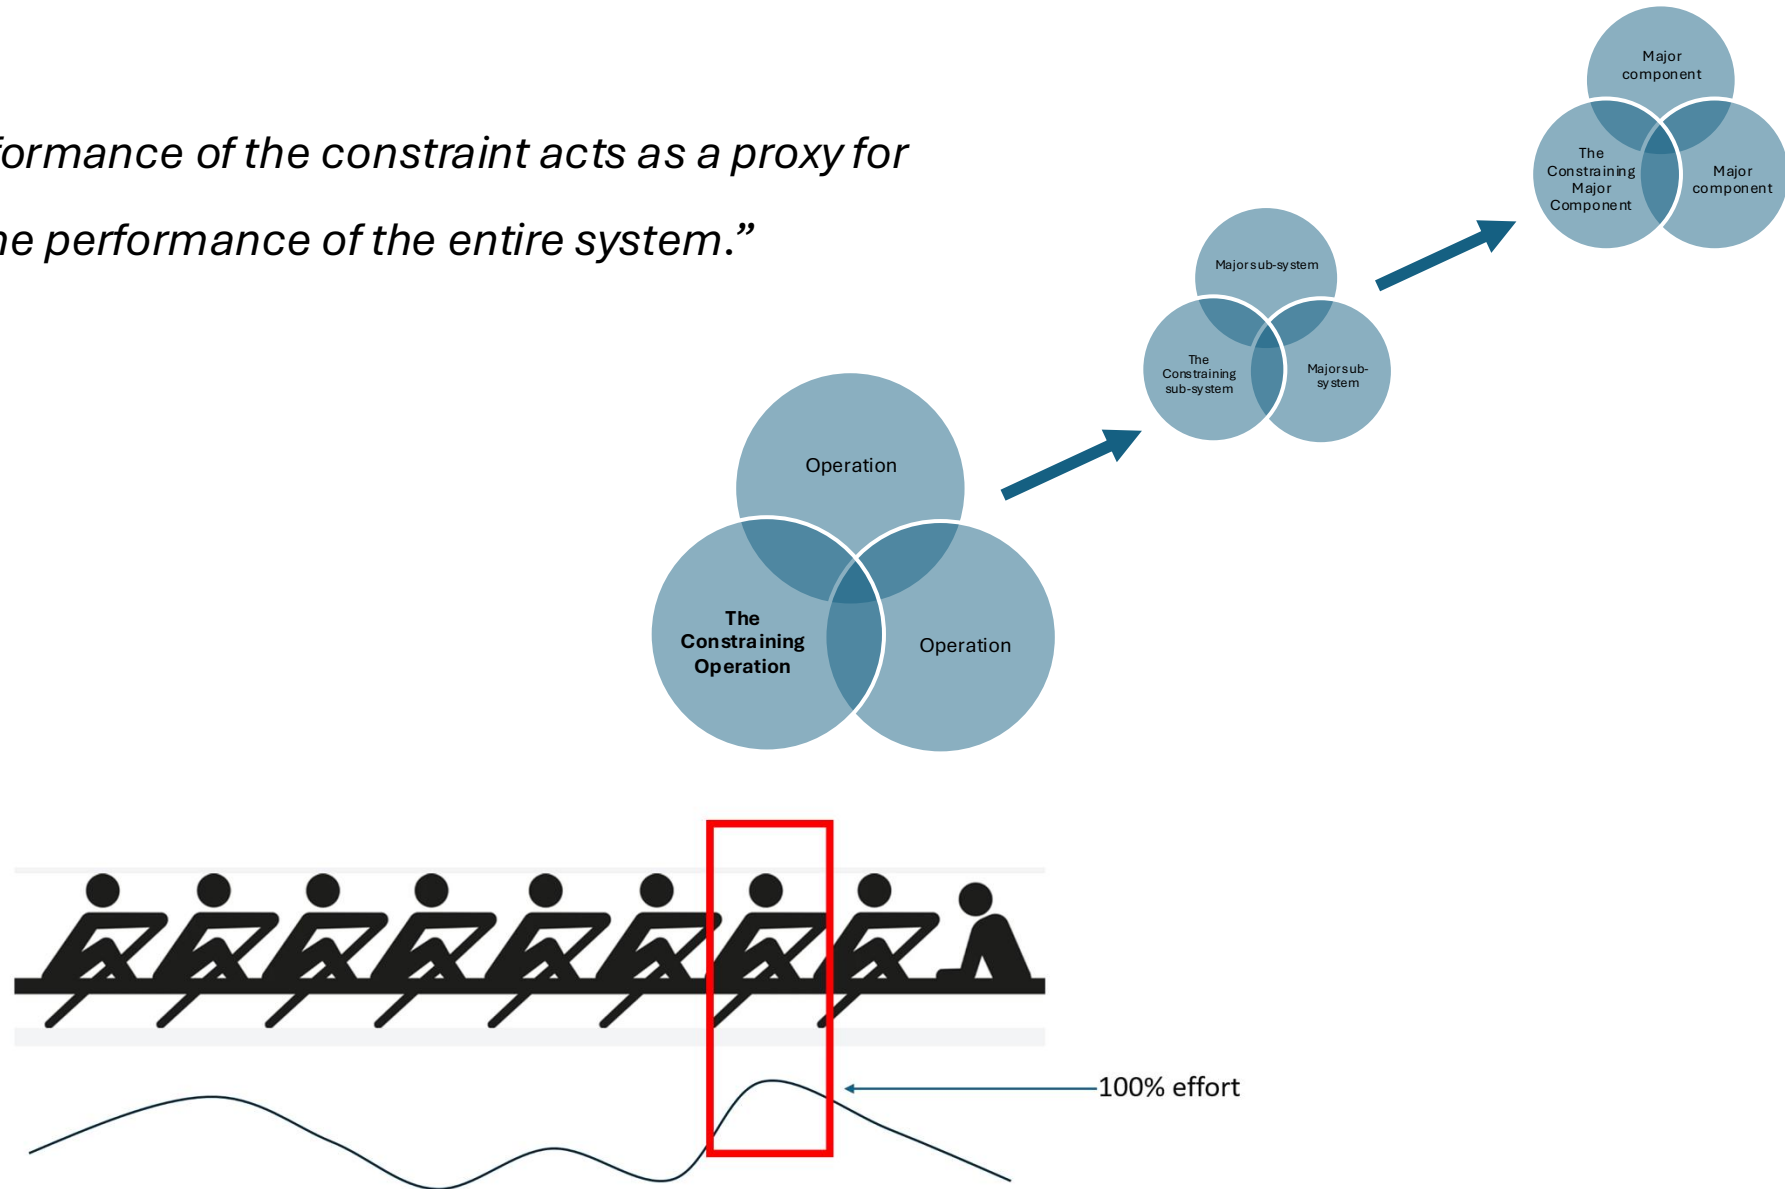 formance of the constraint acts as a proxy for
he performance of the entire system.”
Major
component
The
Constraining
Major
Component
Major
component
Major sub-system
The
Constraining
sub-system
Major sub-
system
Operation
The
Constraining
Operation
Operation
100% effort